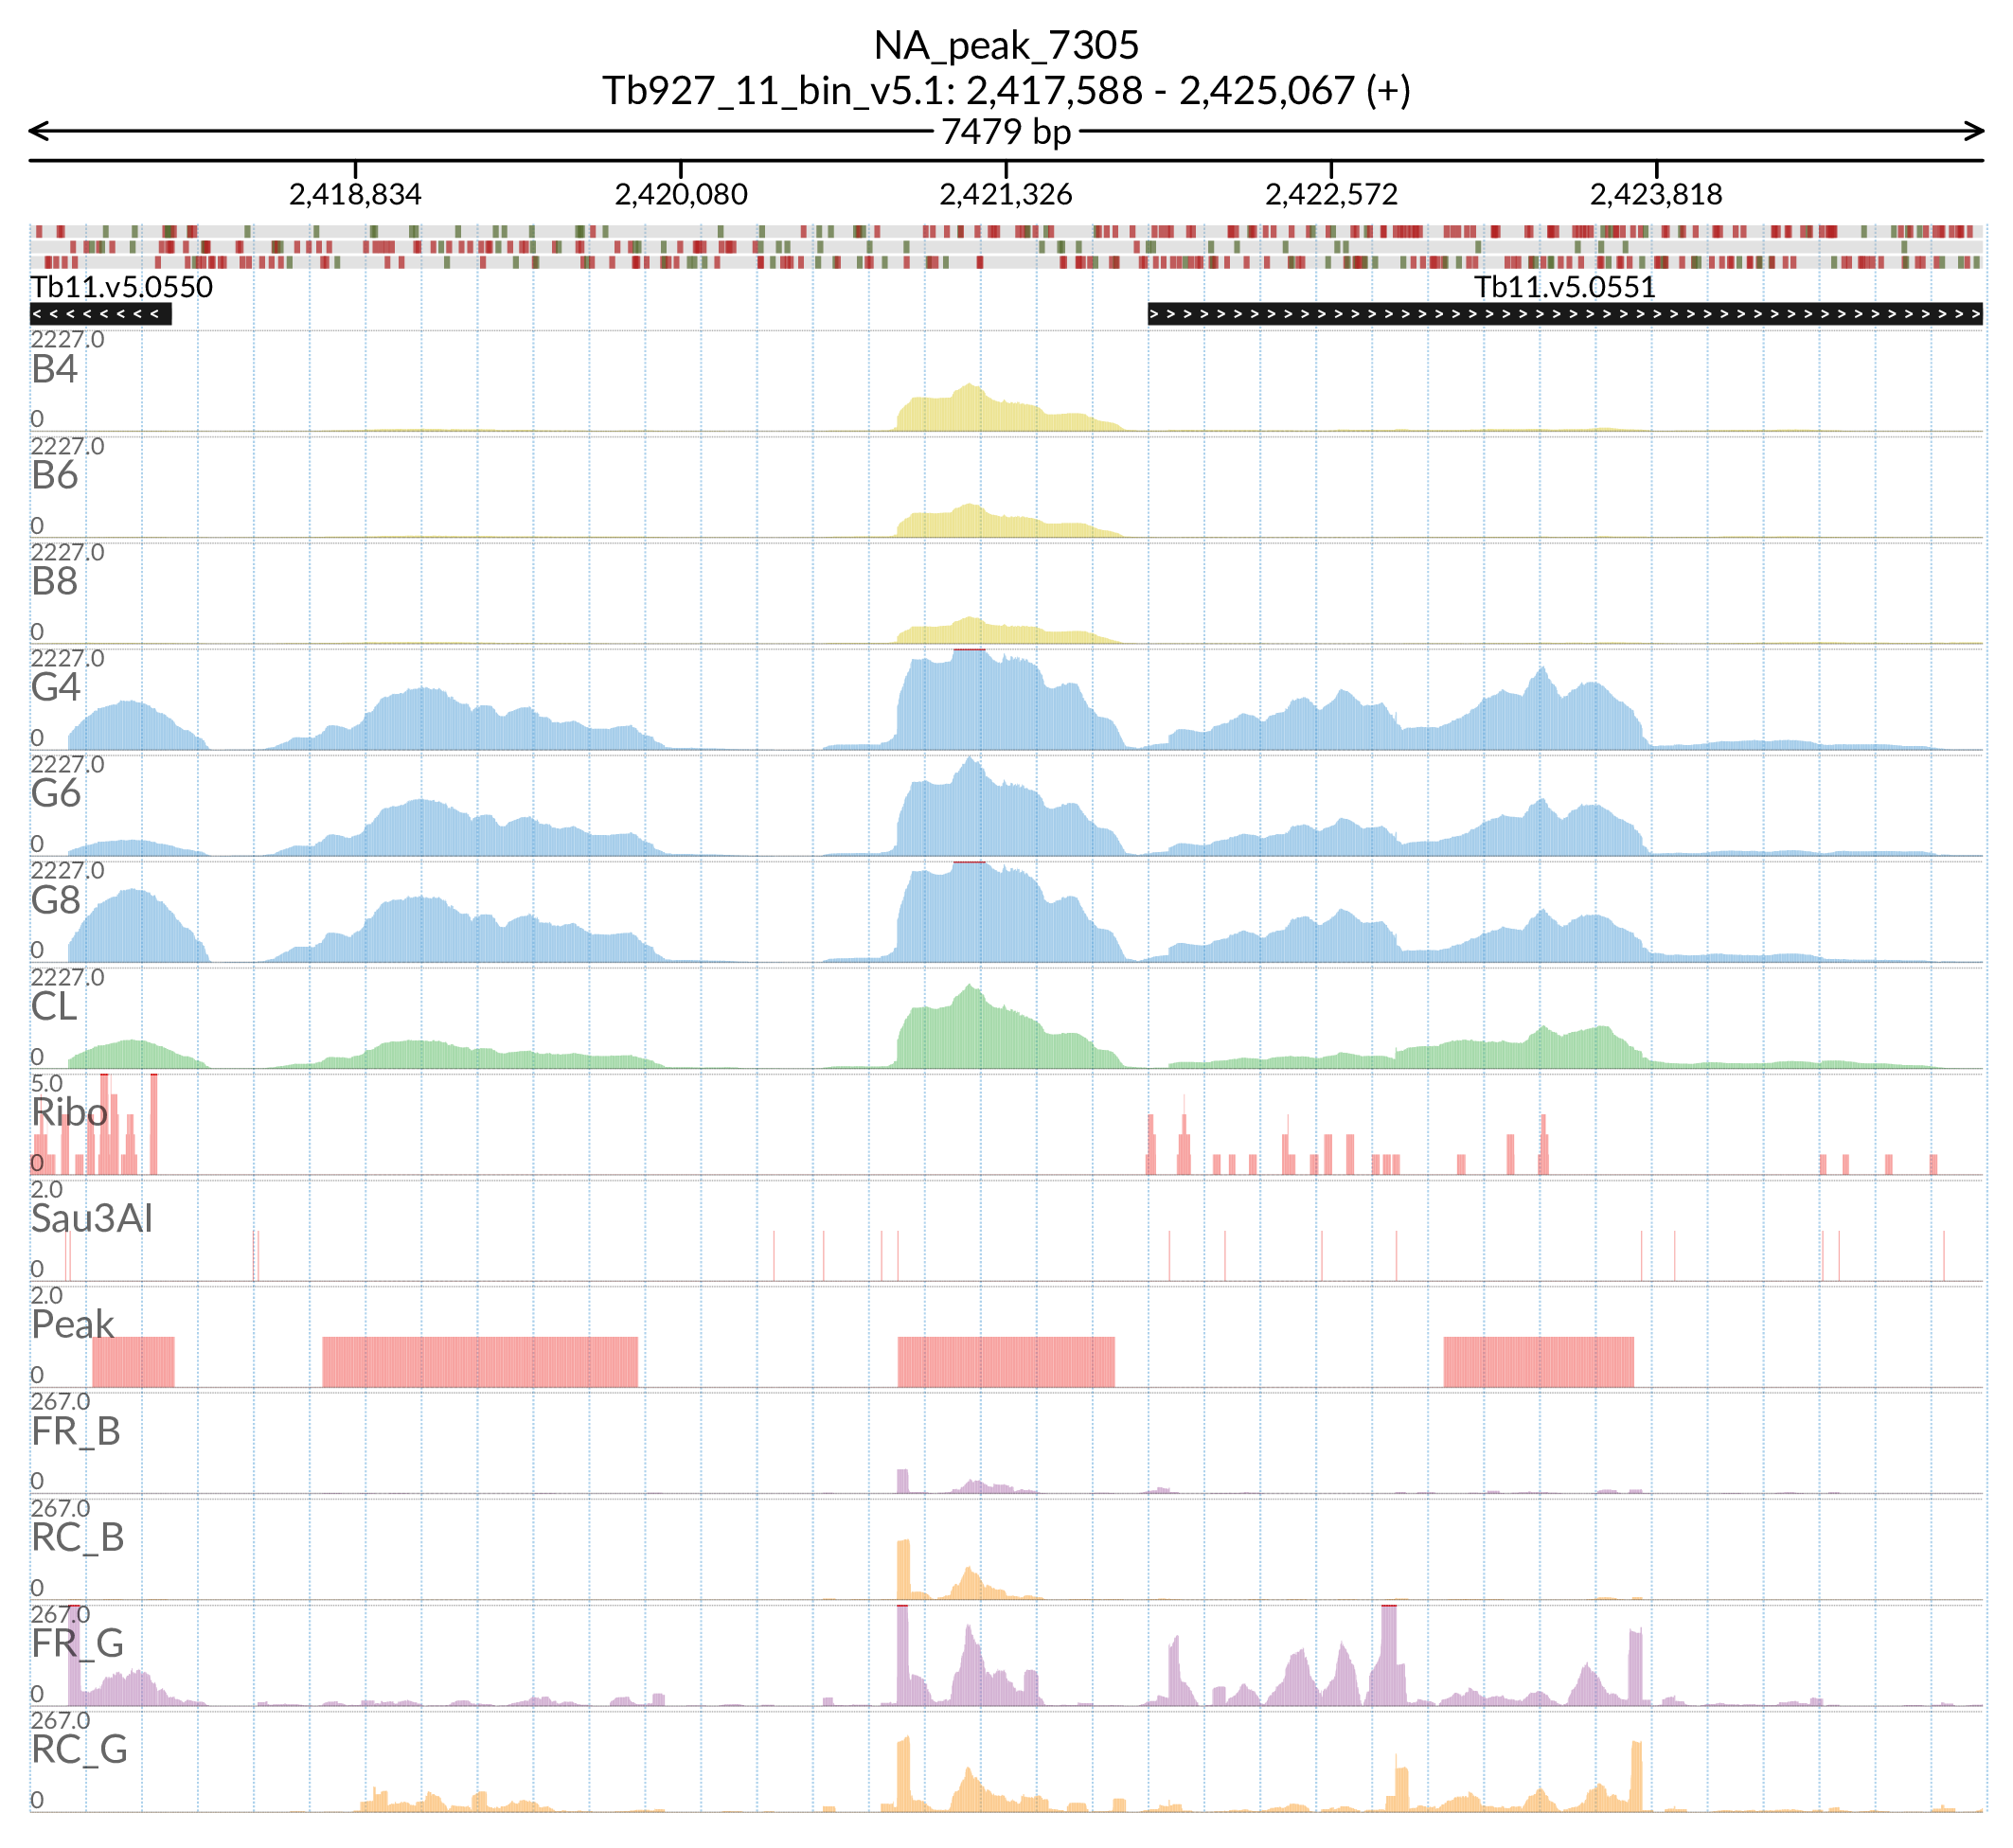 NA_peak_7305
Tb927_11_bin_v5.1: 2,417,588 - 2,425,067 (+)
7479 bp
2,418,834 2,420,080 2,421,326 2,422,572 2,423,818
Tb11.v5.0550 Tb11.v5.0551
2227.0
B4
0
2227.0
B6
0
2227.0
B8
0
2227.0
G4
0
2227.0
G6
0
2227.0
G8
0
2227.0
CL
0
5.0
Ribo
0
2.0
Sau3AI
0
2.0
Peak
0
267.0
FR_B
0
267.0
RC_B
0
267.0
FR_G
0
267.0
RC_G
0